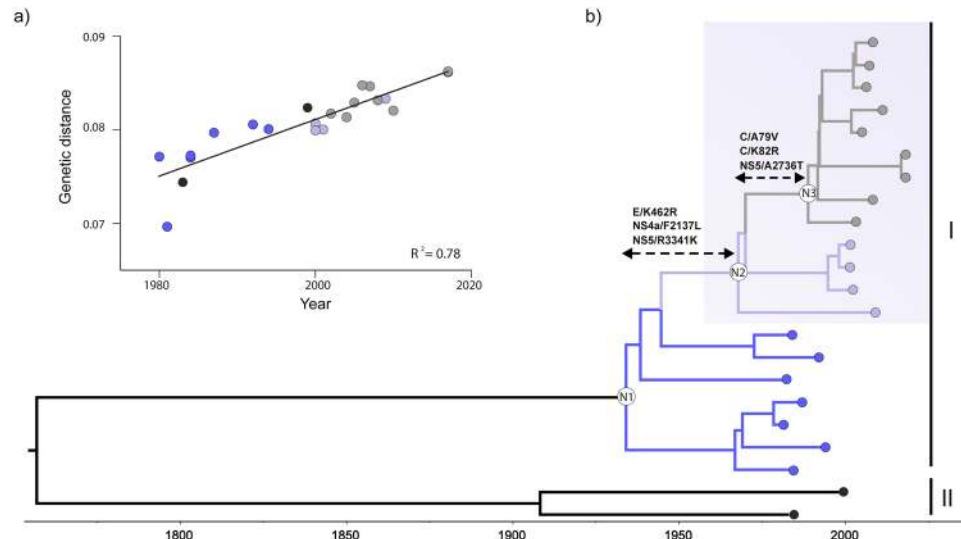 a)
0.09
0.08
0.07
Genetic distance
R² = 0.78
1980
2000
2020
Year
b)
C/A79V
C/K82R
NS5/A2736T
N3
E/K462R
NS4a/F2137L
NS5/R3341K
N2
N1
I
II
1800
1850
1900
1950
2000